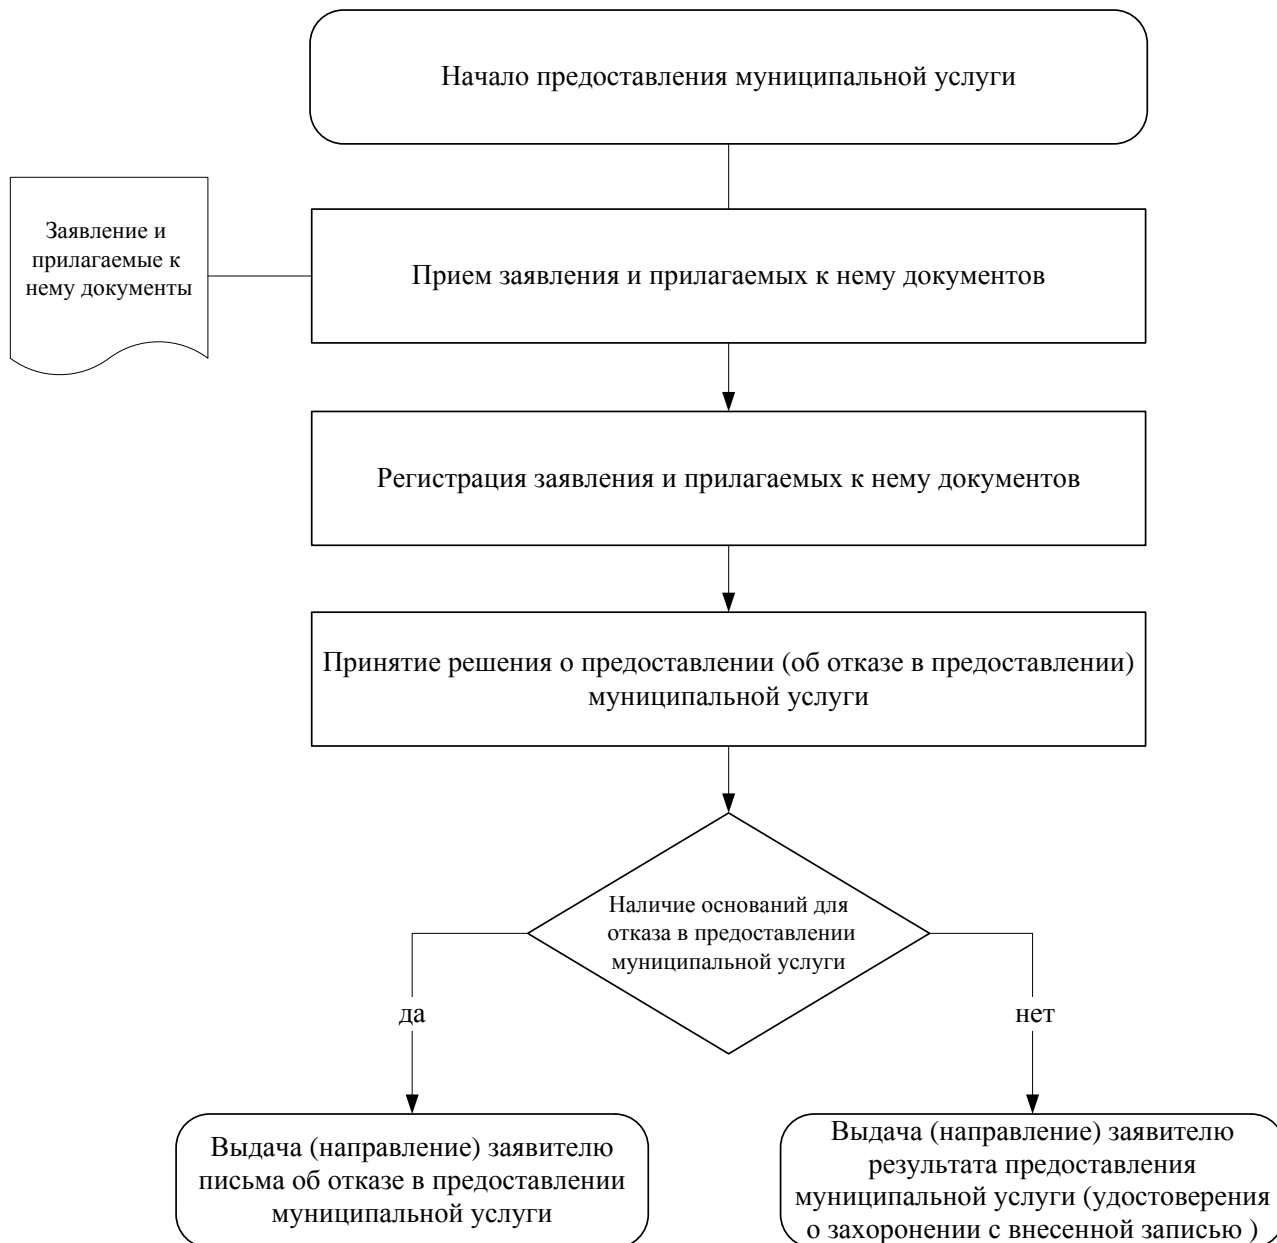 Начало предоставления муниципальной услуги
Заявление и
прилагаемые к
нему документы
Прием заявления и прилагаемых к нему документов
Регистрация заявления и прилагаемых к нему документов
Принятие решения о предоставлении (об отказе в предоставлении)
муниципальной услуги
Наличие оснований для
отказа в предоставлении
муниципальной услуги
да
нет
Выдача (направление) заявителю
письма об отказе в предоставлении
муниципальной услуги
Выдача (направление) заявителю
результата предоставления
муниципальной услуги (удостоверения
о захоронении с внесенной записью )